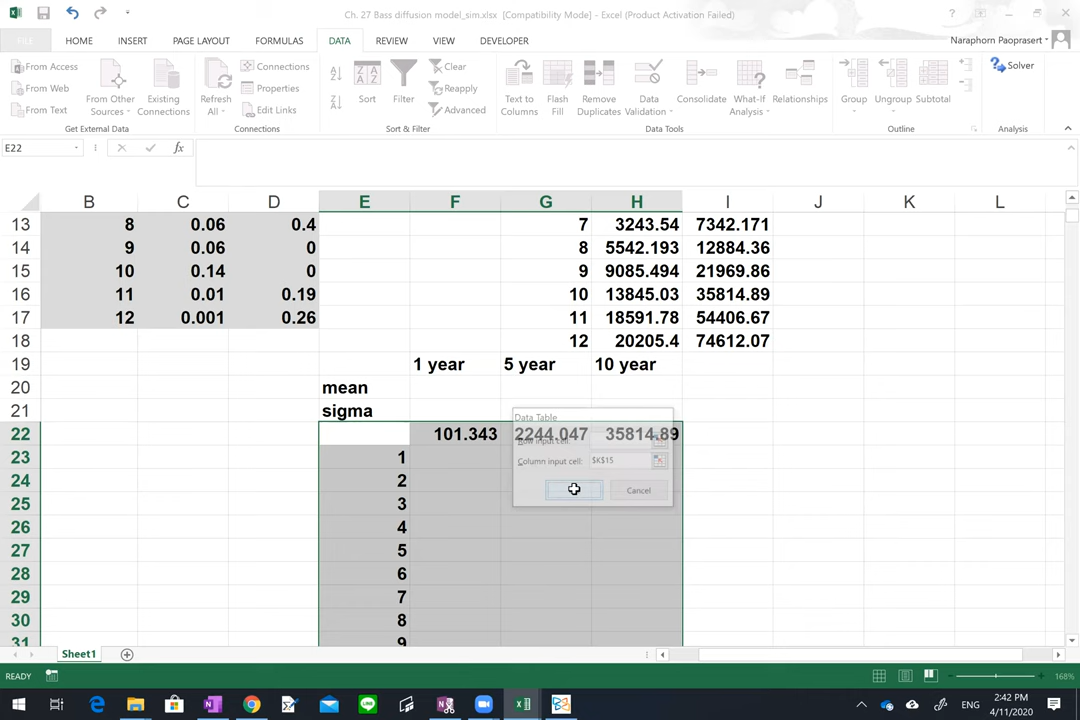 Ch. 27 Bass diffusion model_sim.xlsx [Compatibility Mode] - Excel (Product Activation Failed)
FILE HOME INSERT PAGE LAYOUT FORMULAS DATA REVIEW VIEW DEVELOPER Naraphorn Paoprasert
From Access
From Web
From Text
From Other Sources
Existing Connections
Get External Data
Refresh All
Connections
Properties
Edit Links
Connections
Sort
Filter
Clear
Reapply
Advanced
Sort & Filter
Text to Columns
Flash Fill
Remove Duplicates
Data Validation
Consolidate
What-If Analysis
Relationships
Data Tools
Group
Ungroup
Subtotal
Outline
Solver
Analysis
E22 fx
B C D E F G H I J K L
13 8 0.06 0.4 7 3243.54 7342.171
14 9 0.06 0 8 5542.193 12884.36
15 10 0.14 0 9 9085.494 21969.86
16 11 0.01 0.19 10 13845.03 35814.89
17 12 0.001 0.26 11 18591.78 54406.67
18 12 20205.4 74612.07
19 1 year 5 year 10 year
20 mean
21 sigma
22 101.343 2244.047 35814.89
23 1
24 2
25 3
26 4
27 5
28 6
29 7
30 8
31 9
Data Table
Row input cell:
Column input cell: $K$15
Cancel
Sheet1
READY 168%
ENG 2:42 PM
4/11/2020